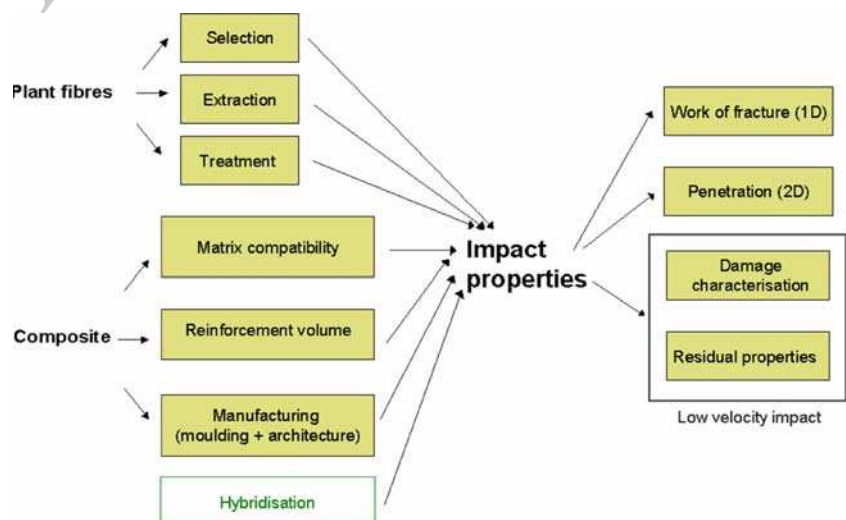 Plant fibres
Selection
Extraction
Treatment
Composite
Matrix compatibility
Reinforcement volume
Manufacturing
(moulding + architecture)
Hybridisation
Impact
properties
Work of fracture (1D)
Penetration (2D)
Damage
characterisation
Residual properties
Low velocity impact